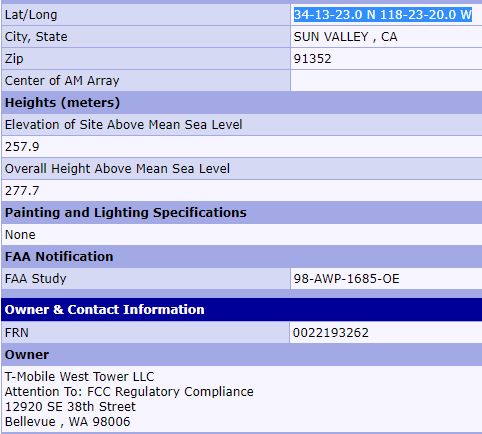 Lat/Long 34-13-23.0 N 118-23-20.0 W
City, State SUN VALLEY , CA
Zip 91352
Center of AM Array
Heights (meters)
Elevation of Site Above Mean Sea Level
257.9
Overall Height Above Mean Sea Level
277.7
Painting and Lighting Specifications
None
FAA Notification
FAA Study 98-AWP-1685-OE
Owner & Contact Information
FRN 0022193262
Owner
T-Mobile West Tower LLC
Attention To: FCC Regulatory Compliance
12920 SE 38th Street
Bellevue , WA 98006